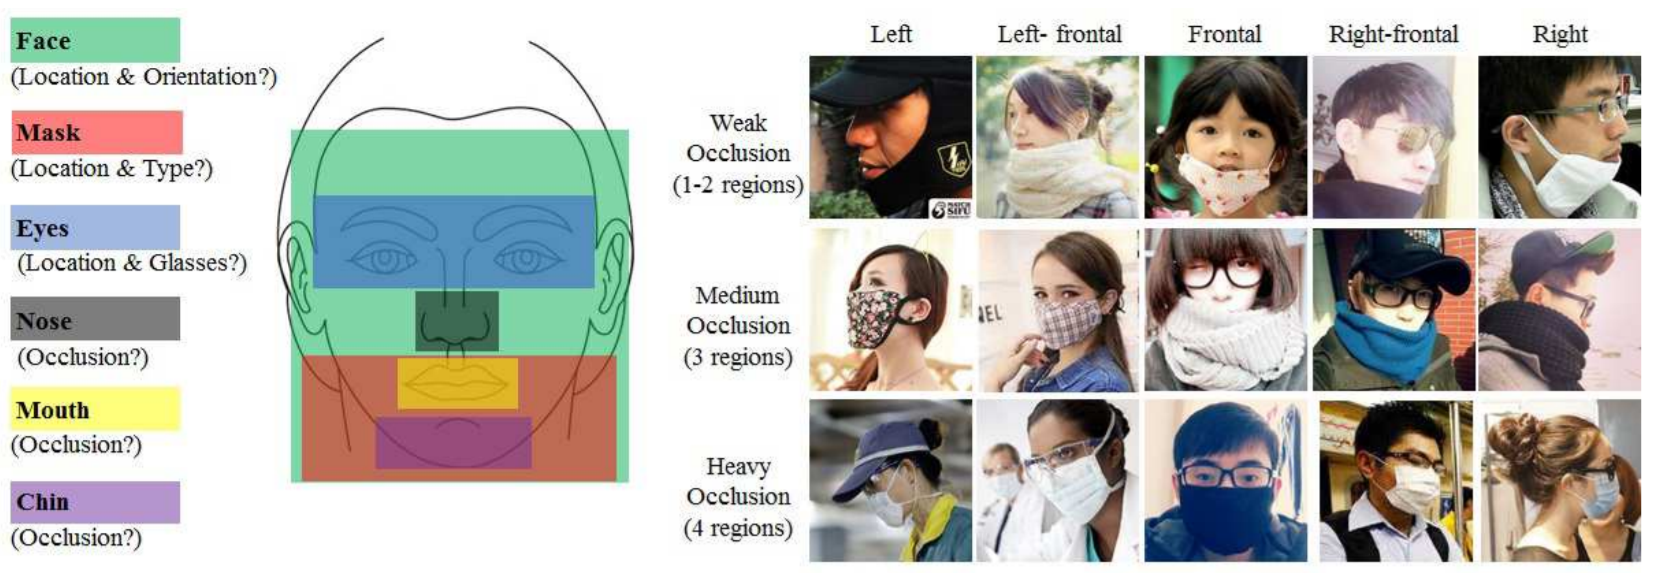 Face
(Location & Orientation?)
Mask
(Location & Type?)
Eyes
(Location & Glasses?)
Nose
(Occlusion?)
Mouth
(Occlusion?)
Chin
(Occlusion?)
Left
Left- frontal
Frontal
Right-frontal
Right
Weak
Occlusion
(1-2 regions)
Medium
Occlusion
(3 regions)
Heavy
Occlusion
(4 regions)